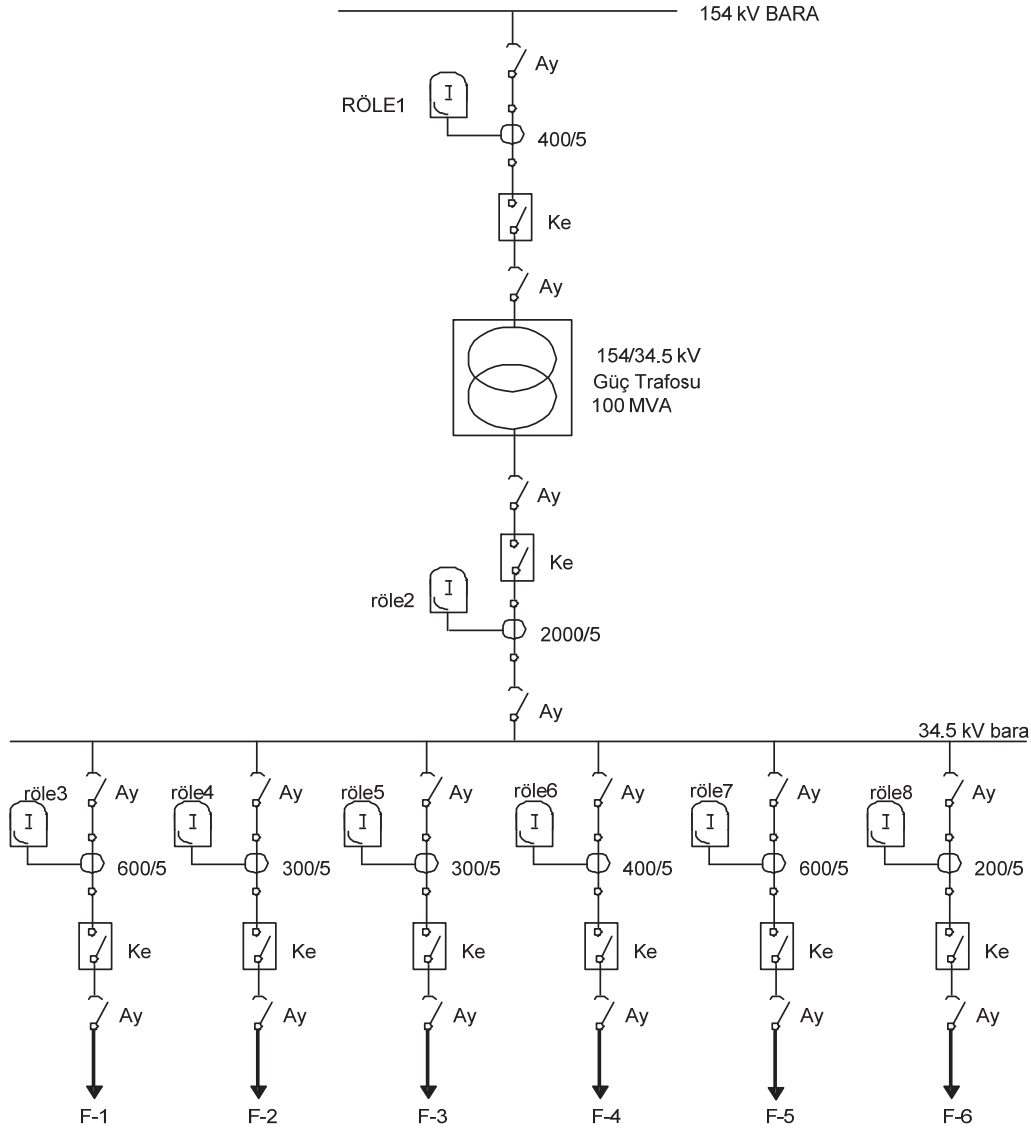 154 kV BARA
Ay
I
RÖLE1
400/5
Ke
Ay
154/34.5 kV
Güç Trafosu
100 MVA
Ay
Ke
I
röle2
2000/5
Ay
34.5 kV bara
röle3 Ay röle4 Ay röle5 Ay röle6 Ay röle7 Ay röle8 Ay
I I I I I I
600/5 300/5 300/5 400/5 600/5 200/5
Ke Ke Ke Ke Ke Ke
Ay Ay Ay Ay Ay Ay
F-1 F-2 F-3 F-4 F-5 F-6